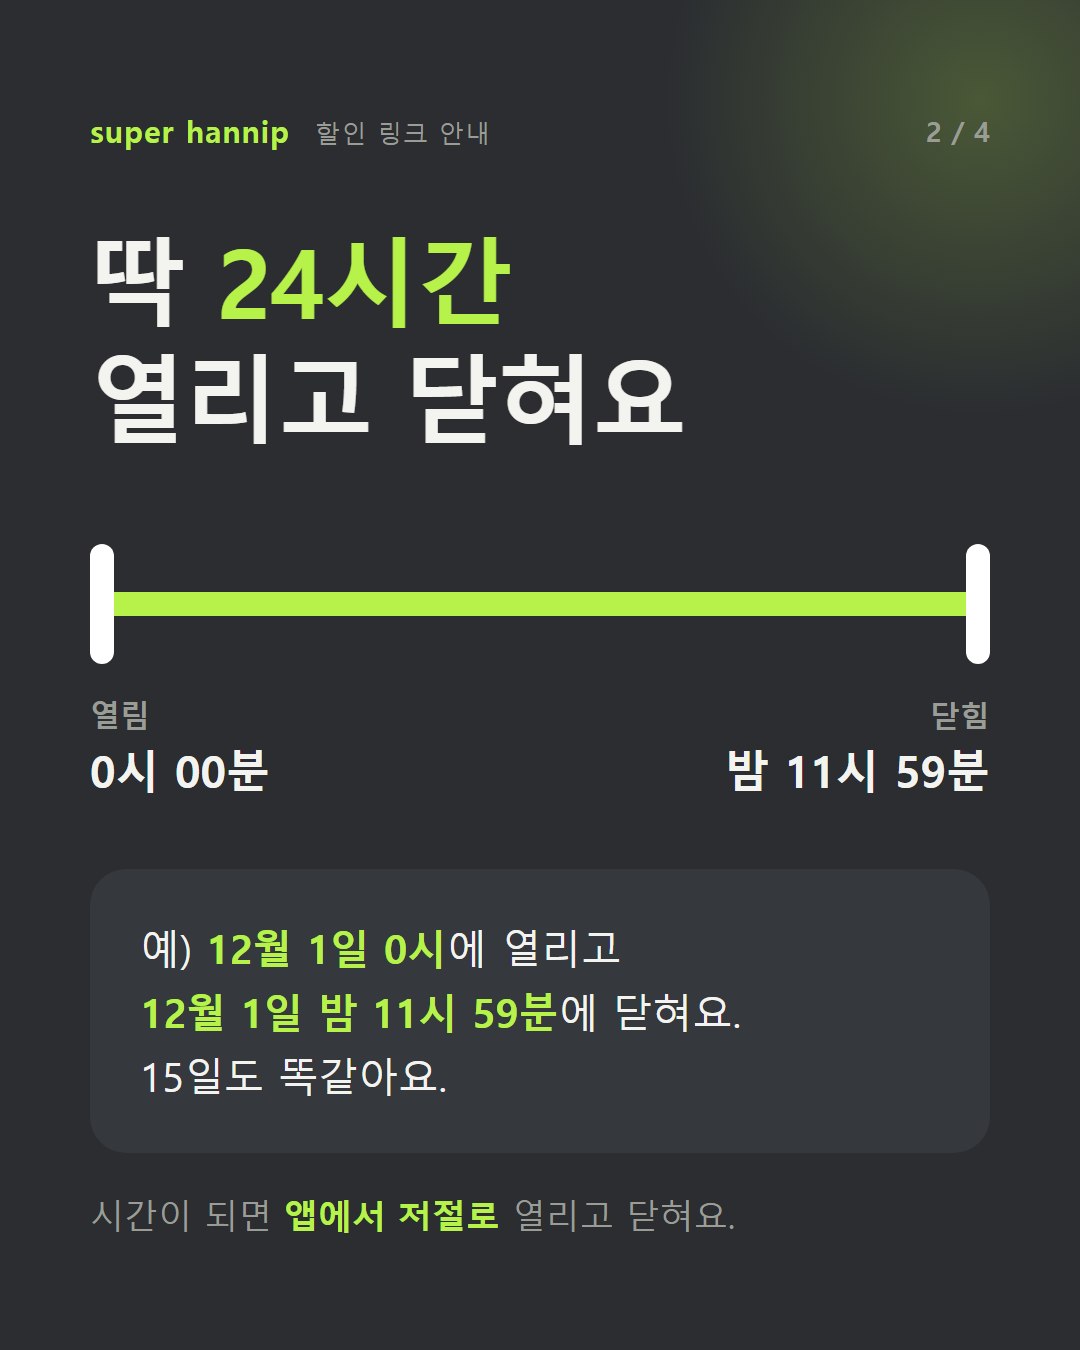 super hannip 할인 링크 안내
2 / 4
딱 24시간
열리고 닫혀요
열림
닫힘
0시 00분
밤 11시 59분
예) 12월 1일 0시에 열리고
12월 1일 밤 11시 59분에 닫혀요.
15일도 똑같아요.
시간이 되면 앱에서 저절로 열리고 닫혀요.